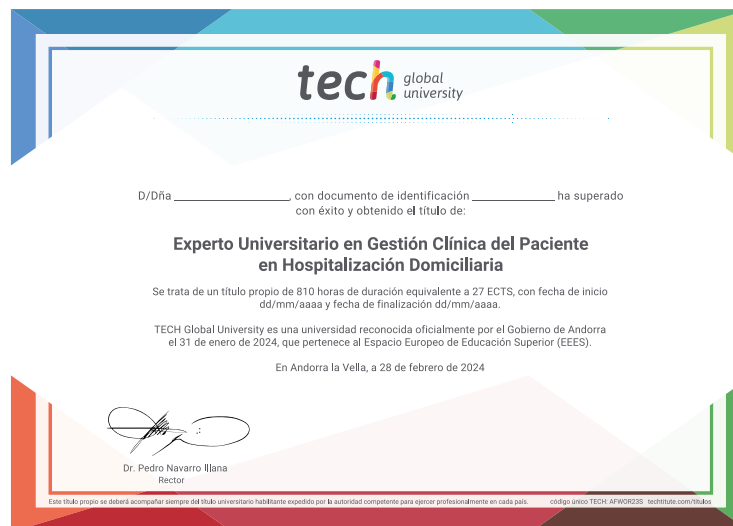 tech global
university
D/Dña ______________, con documento de identificación __________ ha superado
con éxito y obtenido el título de:
Experto Universitario en Gestión Clínica del Paciente
en Hospitalización Domiciliaria
Se trata de un título propio de 810 horas de duración equivalente a 27 ECTS, con fecha de inicio
dd/mm/aaaa y fecha de finalización dd/mm/aaaa.
TECH Global University es una universidad reconocida oficialmente por el Gobierno de Andorra
el 31 de enero de 2024, que pertenece al Espacio Europeo de Educación Superior (EEES).
En Andorra la Vella, a 28 de febrero de 2024
Dr. Pedro Navarro Illana
Rector
Este título propio se deberá acompañar siempre del título universitario habilitante expedido por la autoridad competente para ejercer profesionalmente en cada país. código único TECH: AFWOR23S techtitute.com/titulos